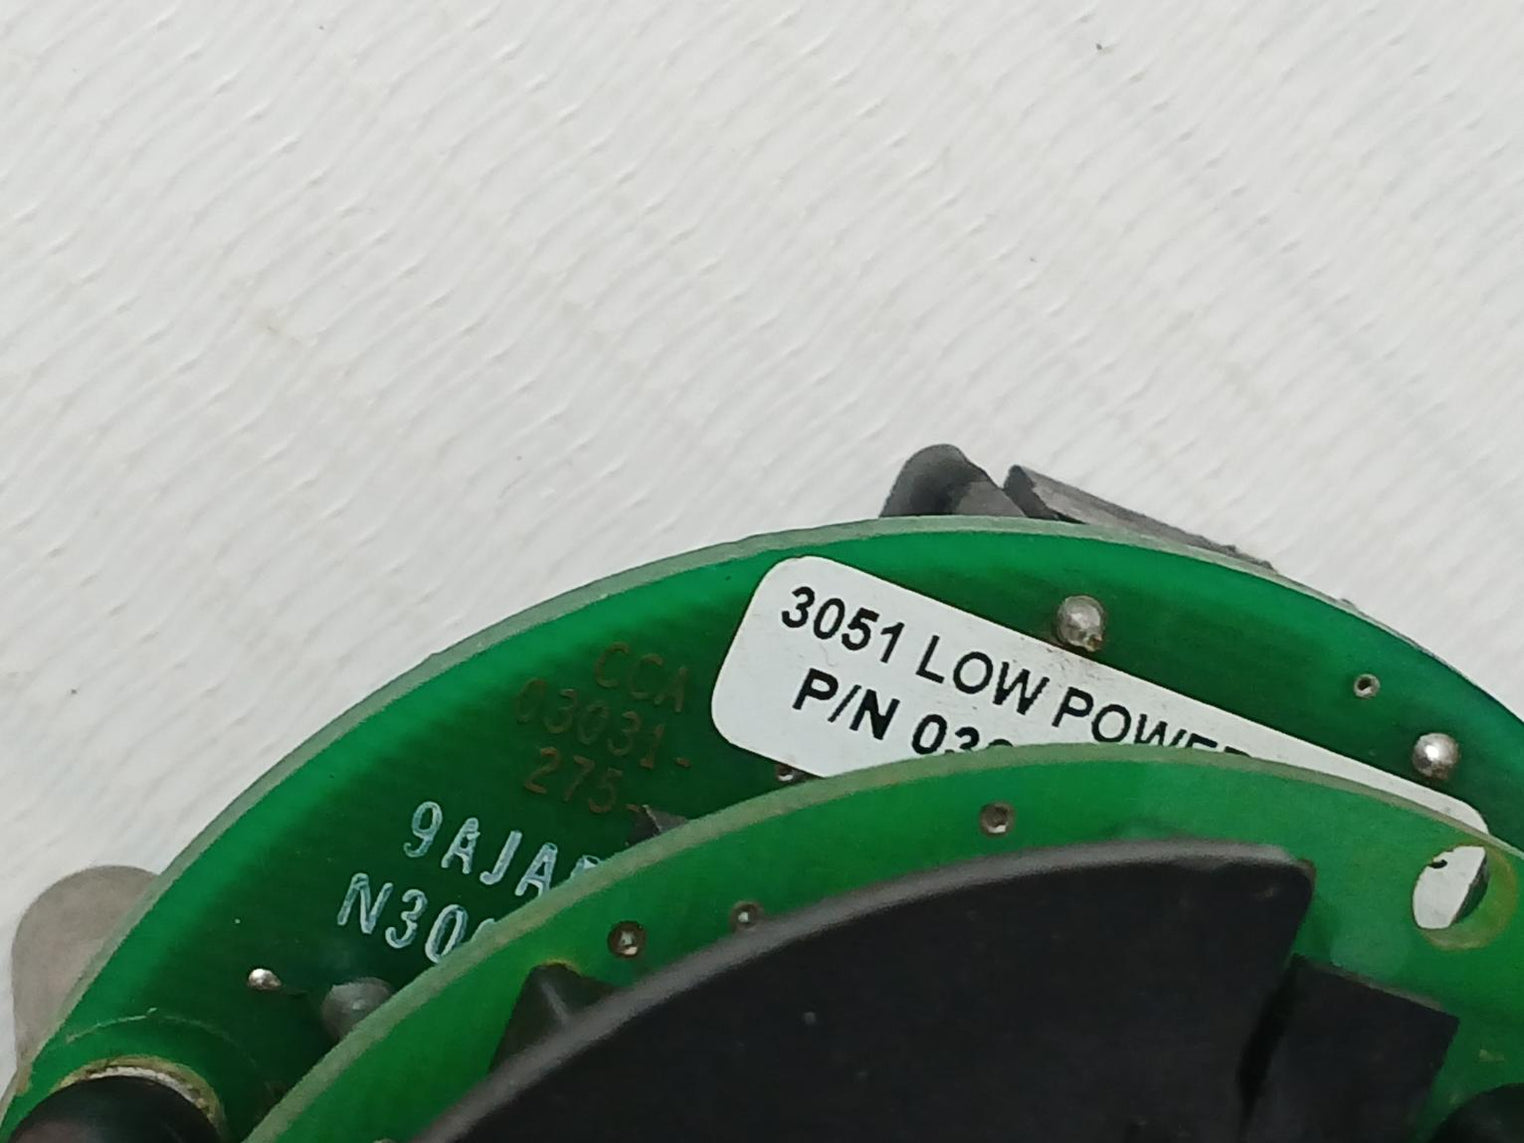 3051 LOW POWER
P/N 03
CCA
03031-
275-
9AJA
N30